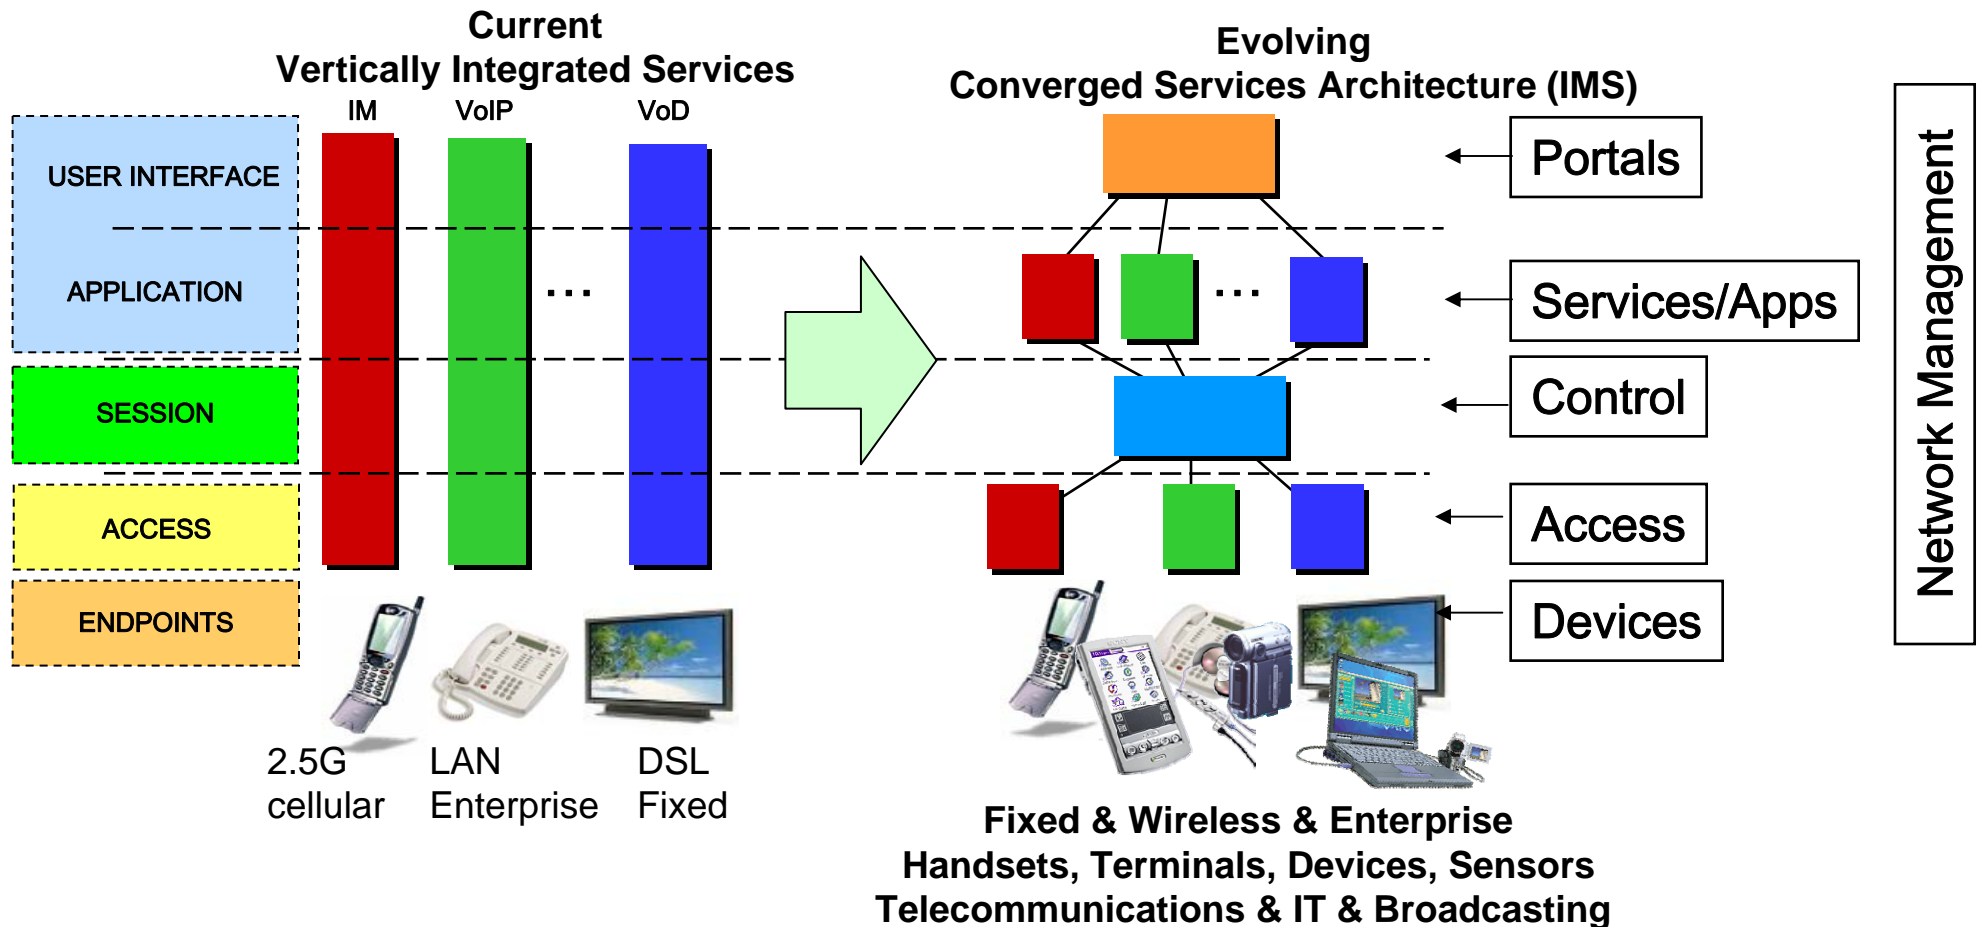 Current
Vertically Integrated Services
Evolving
Converged Services Architecture (IMS)
IM
VoIP
VoD
USER INTERFACE
APPLICATION
SESSION
ACCESS
ENDPOINTS
...
...
Portals
Services/Apps
Control
Access
Devices
Network Management
2.5G
cellular
LAN
Enterprise
DSL
Fixed
Fixed & Wireless & Enterprise
Handsets, Terminals, Devices, Sensors
Telecommunications & IT & Broadcasting